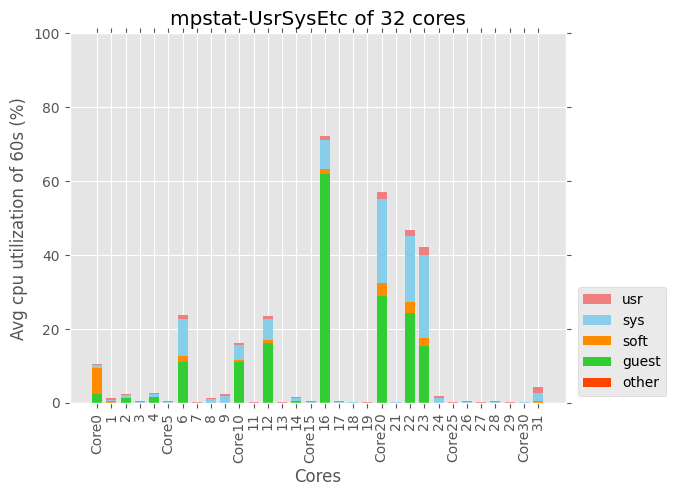 mpstat-UsrSysEtc of 32 cores
Avg cpu utilization of 60s (%)
100
80
60
40
20
0
Core0
1
2
3
4
Core5
6
7
8
9
Core10
11
12
13
14
Core15
16
17
18
19
Core20
21
22
23
24
Core25
26
27
28
29
Core30
31
Cores
usr
sys
soft
guest
other